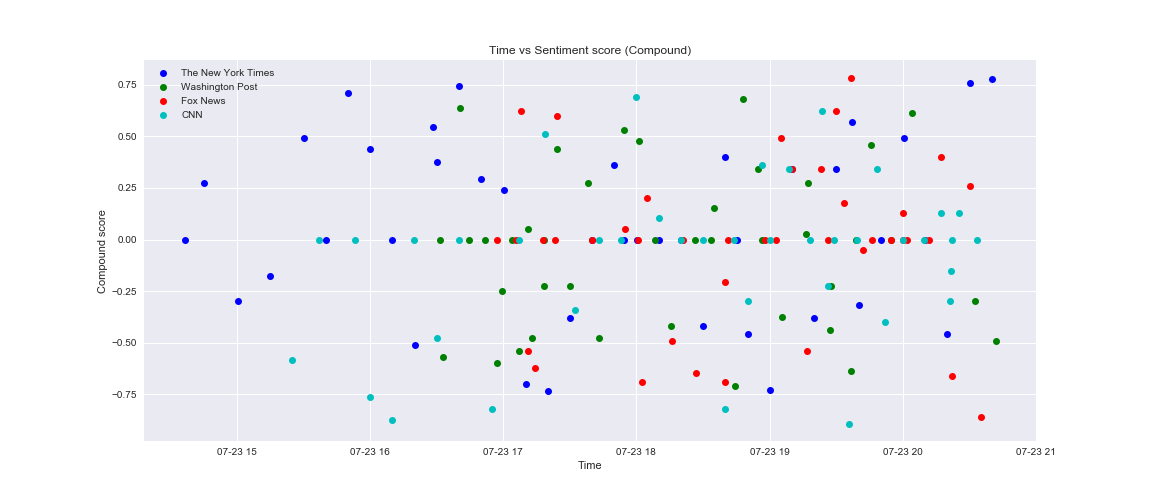 Time vs Sentiment score (Compound)
The New York Times
Washington Post
Fox News
CNN
Compound score
0.75
0.50
0.25
0.00
−0.25
−0.50
−0.75
07-23 15
07-23 16
07-23 17
07-23 18
07-23 19
07-23 20
07-23 21
Time